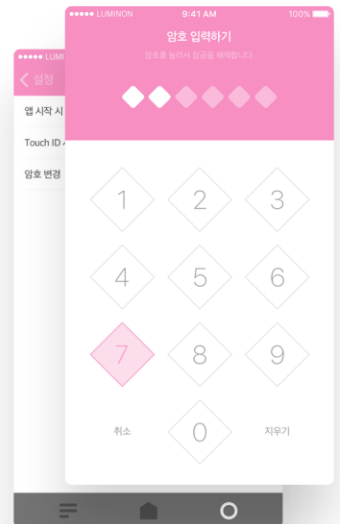 LUMINON 9:41 AM 100%
암호 입력하기
암호를 눌러서 잠금을 해제합니다.
LUMI
설정
앱 시작 시
Touch ID
암호 변경
1 2 3
4 5 6
7 8 9
취소 0 지우기